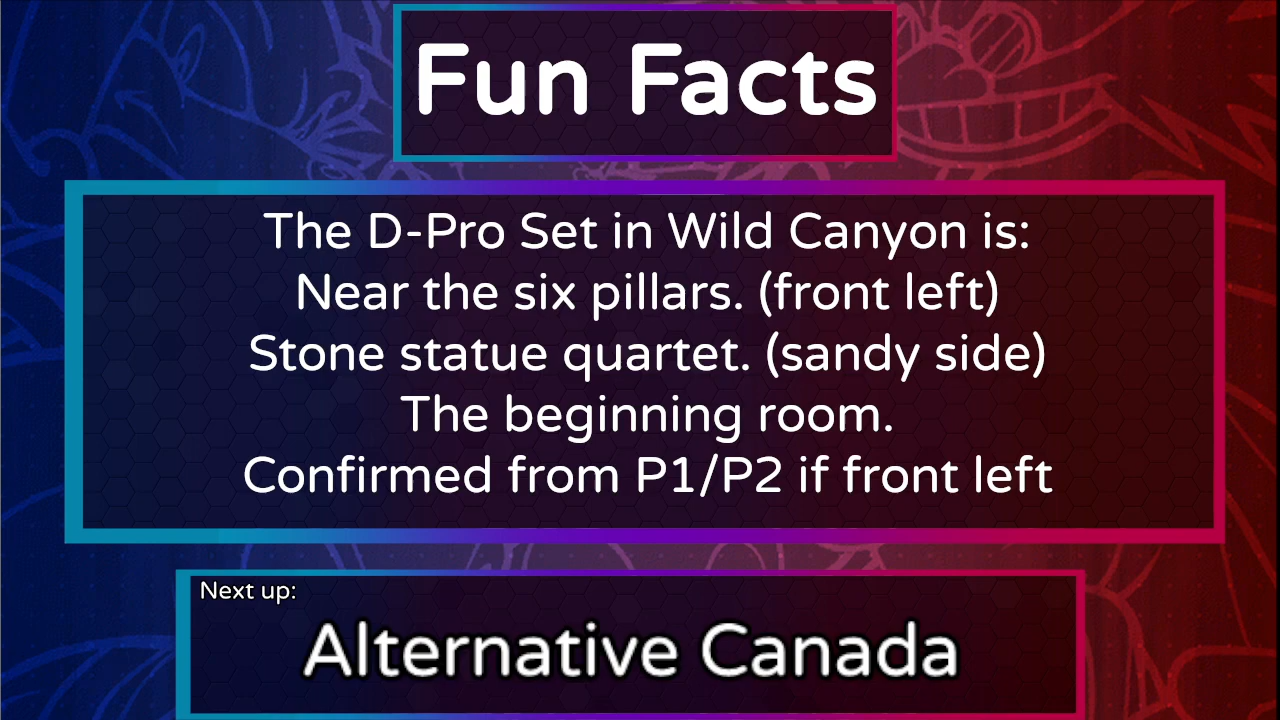 Fun Facts
The D-Pro Set in Wild Canyon is:
Near the six pillars. (front left)
Stone statue quartet. (sandy side)
The beginning room.
Confirmed from P1/P2 if front left
Next up:
Alternative Canada